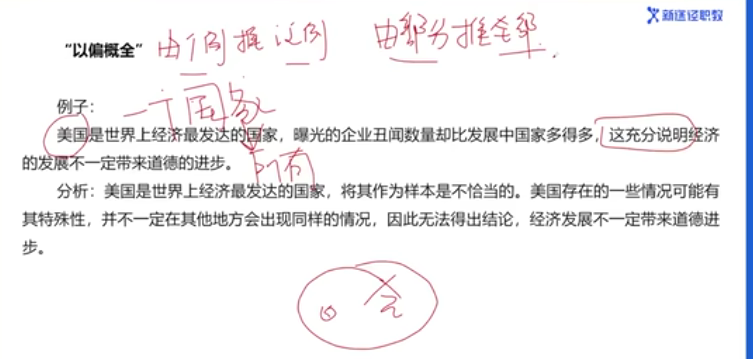 新途径职教
“以偏概全” 由个例推泛例 由部分推全部.
例子：
一个国家
美国是世界上经济最发达的国家，曝光的企业丑闻数量却比发展中国家多得多，这充分说明经济
的发展不一定带来道德的进步。
所有
分析：美国是世界上经济最发达的国家，将其作为样本是不恰当的。美国存在的一些情况可能有
其特殊性，并不一定在其他地方会出现同样的情况，因此无法得出结论，经济发展不一定带来道德进
步。